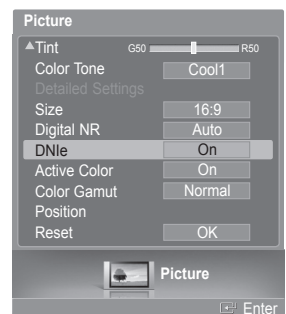 Picture
▲Tint G50 R50
Color Tone Cool1
Detailed Settings
Size 16:9
Digital NR Auto
DNIe On
Active Color On
Color Gamut Normal
Position
Reset OK
Picture
Enter